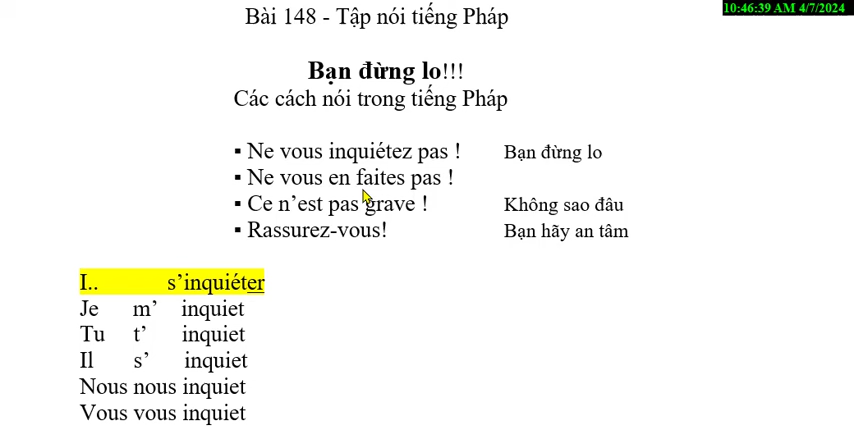 10:46:39 AM 4/7/2024
Bài 148 - Tập nói tiếng Pháp
Bạn đừng lo!!!
Các cách nói trong tiếng Pháp
▪ Ne vous inquiétez pas ! Bạn đừng lo
▪ Ne vous en faites pas !
▪ Ce n’est pas grave ! Không sao đâu
▪ Rassurez-vous! Bạn hãy an tâm
I.. s’inquiéter
Je m’ inquiet
Tu t’ inquiet
Il s’ inquiet
Nous nous inquiet
Vous vous inquiet